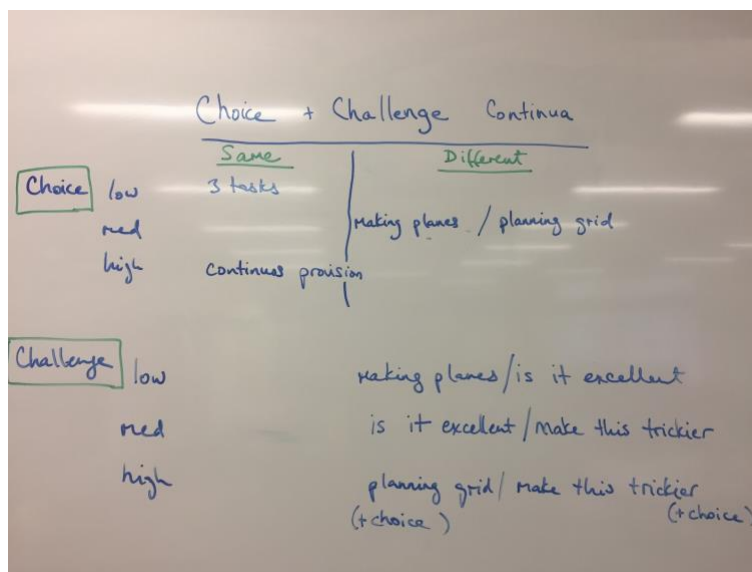 Choice + Challenge Continua
Same Different
Choice low 3 tasks
med Making planes / planning grid
high continues provision
Challenge low Making planes / is it excellent
med is it excellent / make this trickier
high planning grid / make this trickier
(+ choice) (+ choice)